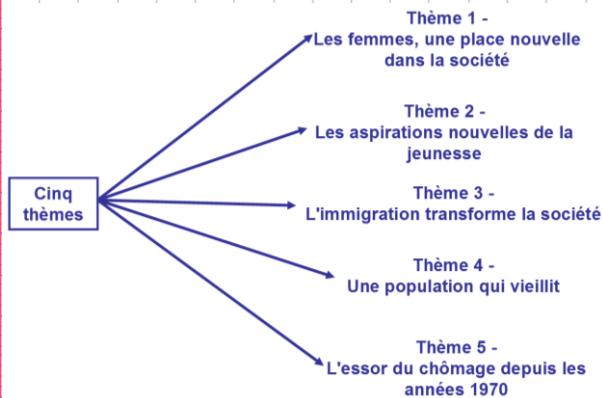 Thème 1 -
Les femmes, une place nouvelle
dans la société
Thème 2 -
Les aspirations nouvelles de la
jeunesse
Cinq
thèmes
Thème 3 -
L'immigration transforme la société
Thème 4 -
Une population qui vieillit
Thème 5 -
L'essor du chômage depuis les
années 1970